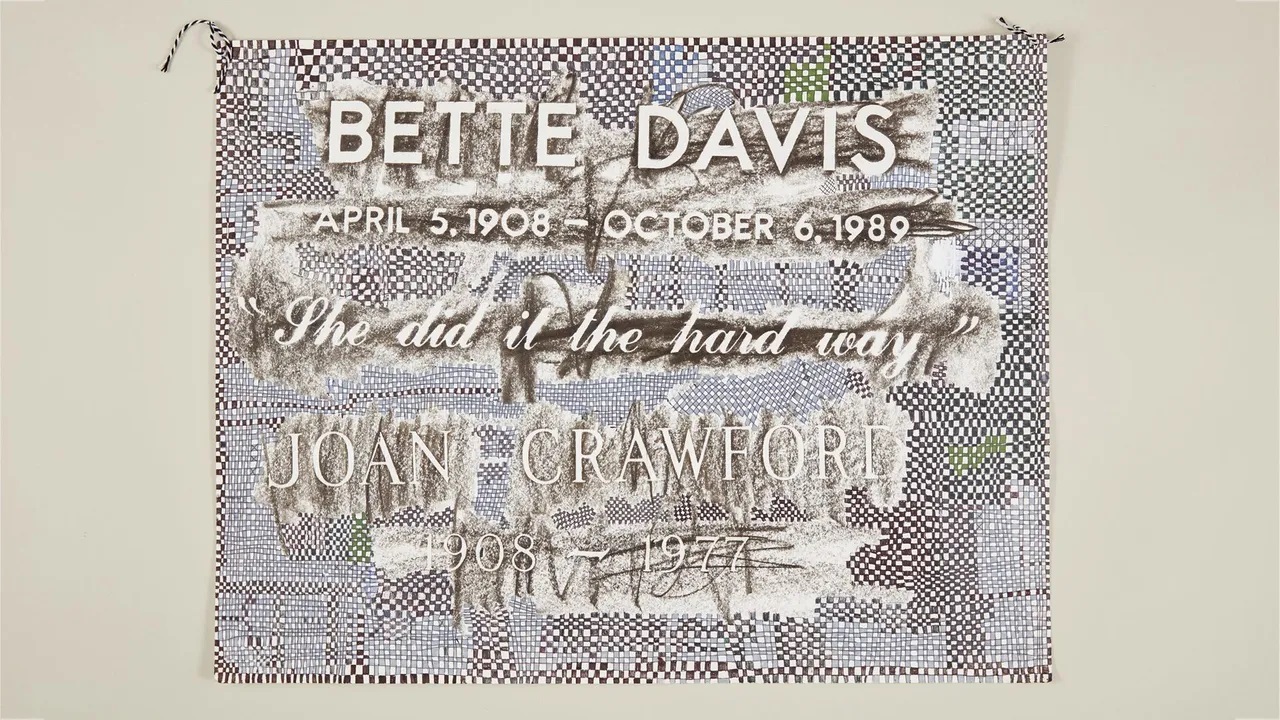 BETTE DAVIS
APRIL 5, 1908 – OCTOBER 6, 1989
“She did it the hard way”
JOAN CRAWFORD
1908 – 1977